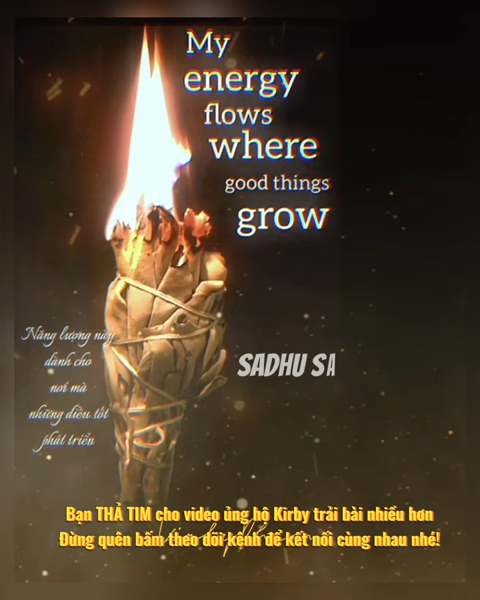 My
energy
flows
where
good things
grow
Năng lượng này
dành cho
nơi mà
những điều tốt
phát triển
SADHU SA
Bạn THẢ TIM cho video ủng hộ Kirby trải bài nhiều hơn
Đừng quên bấm theo dõi kênh để kết nối cùng nhau nhé!